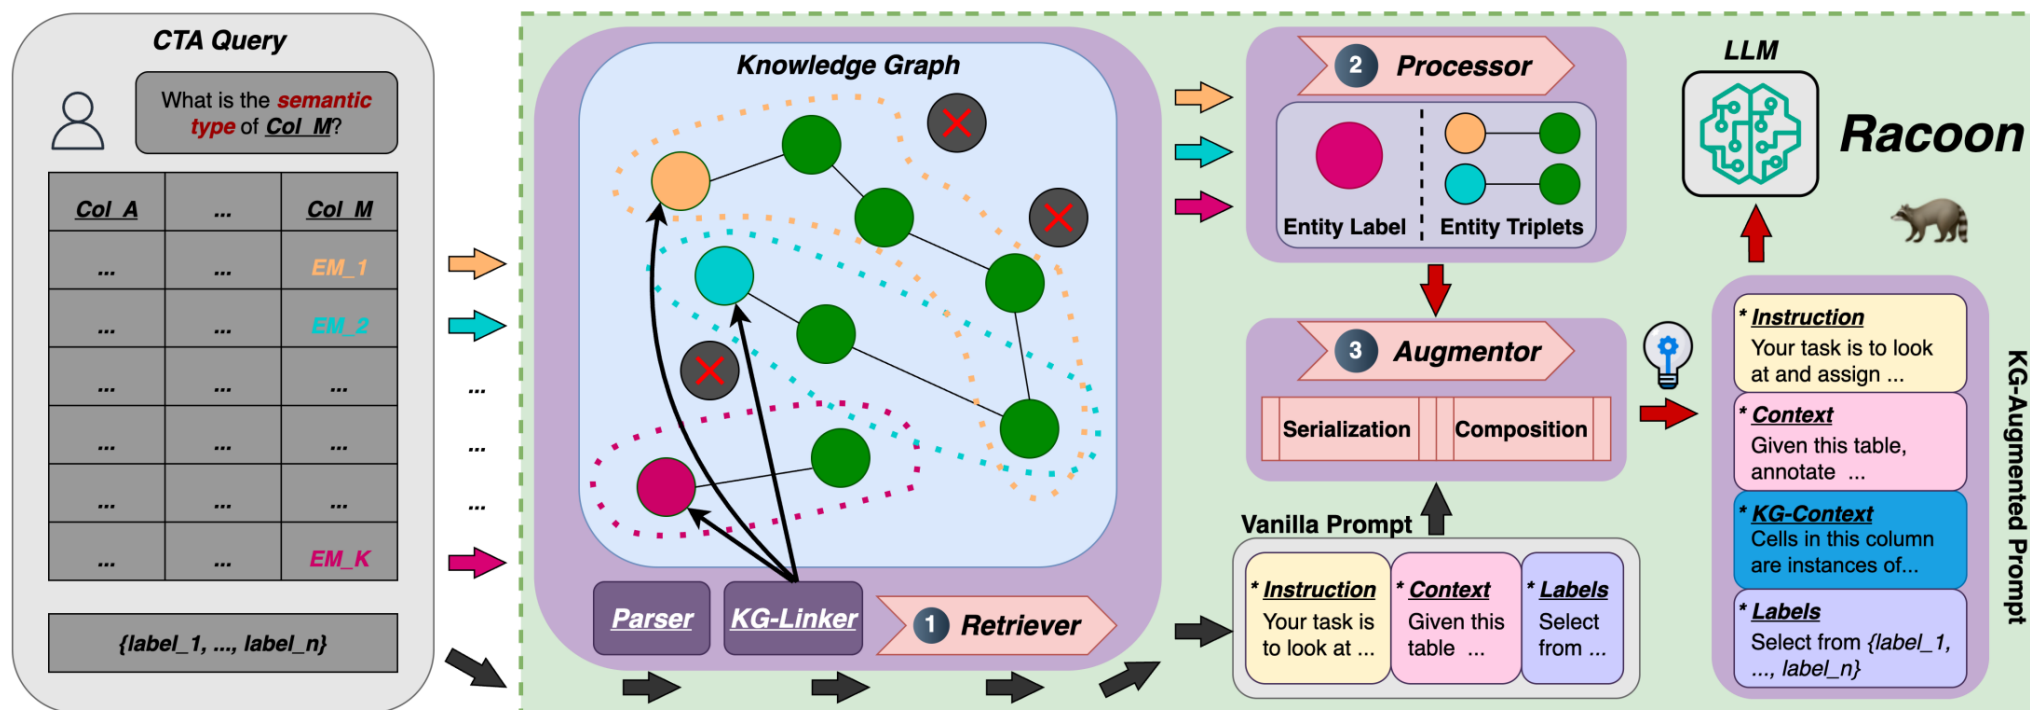 CTA Query
What is the semantic
type of Col_M?
Col_A ... Col_M
... ... EM_1
... ... EM_2
... ... ...
... ... ...
... ... ...
... ... EM_K
{label_1, ..., label_n}
...
...
...
Knowledge Graph
Parser
KG-Linker
1 Retriever
2 Processor
Entity Label
Entity Triplets
3 Augmentor
Serialization
Composition
Vanilla Prompt
* Instruction
Your task is
to look at ...
* Context
Given this
table ...
* Labels
Select
from ...
LLM
Racoon
* Instruction
Your task is to look
at and assign ...
* Context
Given this table,
annotate ...
* KG-Context
Cells in this column
are instances of...
* Labels
Select from {label_1,
..., label_n}
KG-Augmented Prompt